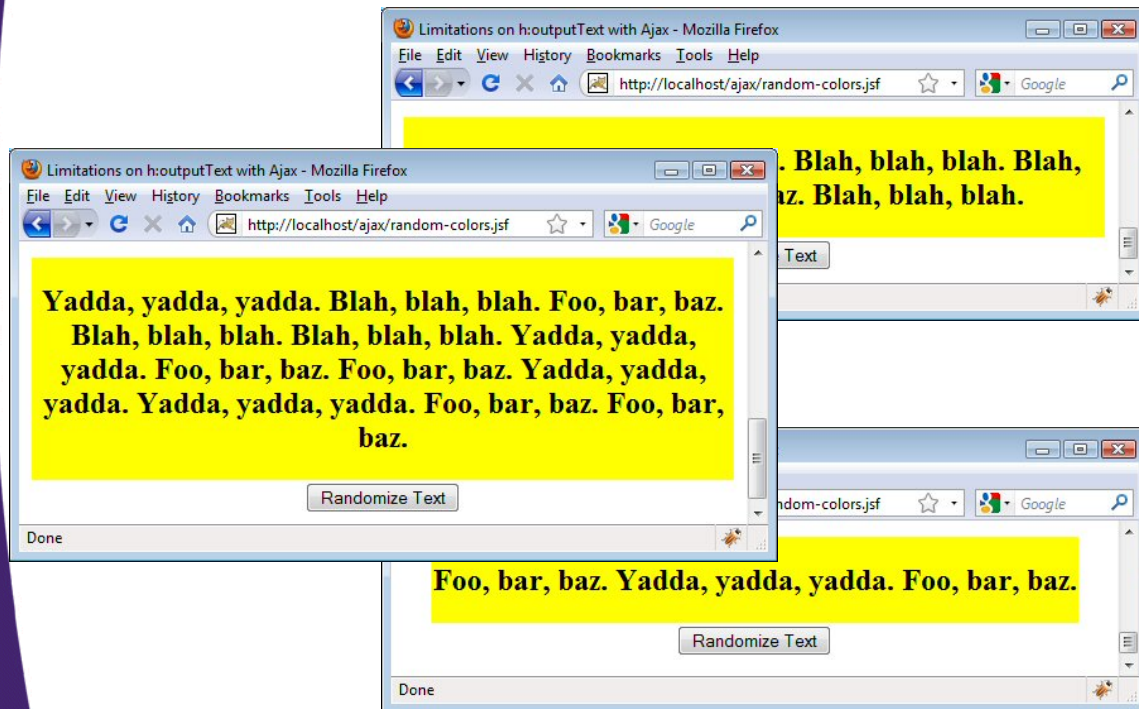 Limitations on h:outputText with Ajax - Mozilla Firefox
File Edit View History Bookmarks Tools Help
http://localhost/ajax/random-colors.jsf
Google
. Blah, blah, blah. Blah,
az. Blah, blah, blah.
Text
Limitations on h:outputText with Ajax - Mozilla Firefox
File Edit View History Bookmarks Tools Help
http://localhost/ajax/random-colors.jsf
Google
Yadda, yadda, yadda. Blah, blah, blah. Foo, bar, baz.
Blah, blah, blah. Blah, blah, blah. Yadda, yadda,
yadda. Foo, bar, baz. Foo, bar, baz. Yadda, yadda,
yadda. Yadda, yadda, yadda. Foo, bar, baz. Foo, bar,
baz.
Randomize Text
Done
ndom-colors.jsf
Google
Foo, bar, baz. Yadda, yadda, yadda. Foo, bar, baz.
Randomize Text
Done